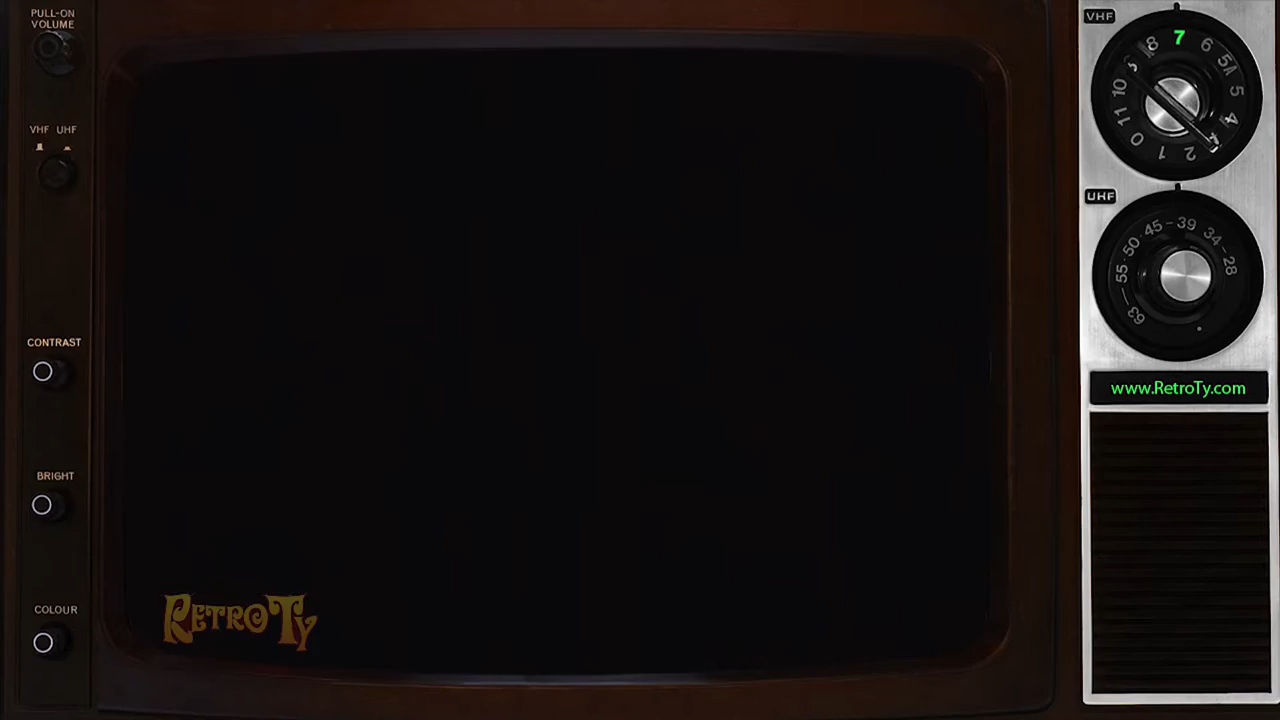 PULL-ON
VOLUME
VHF UHF
CONTRAST
BRIGHT
COLOUR
RETROTY
VHF
7
6
5A
5
4
2
1
0
11
10
9
8
UHF
63 55 50 45 39 34 28
www.RetroTy.com